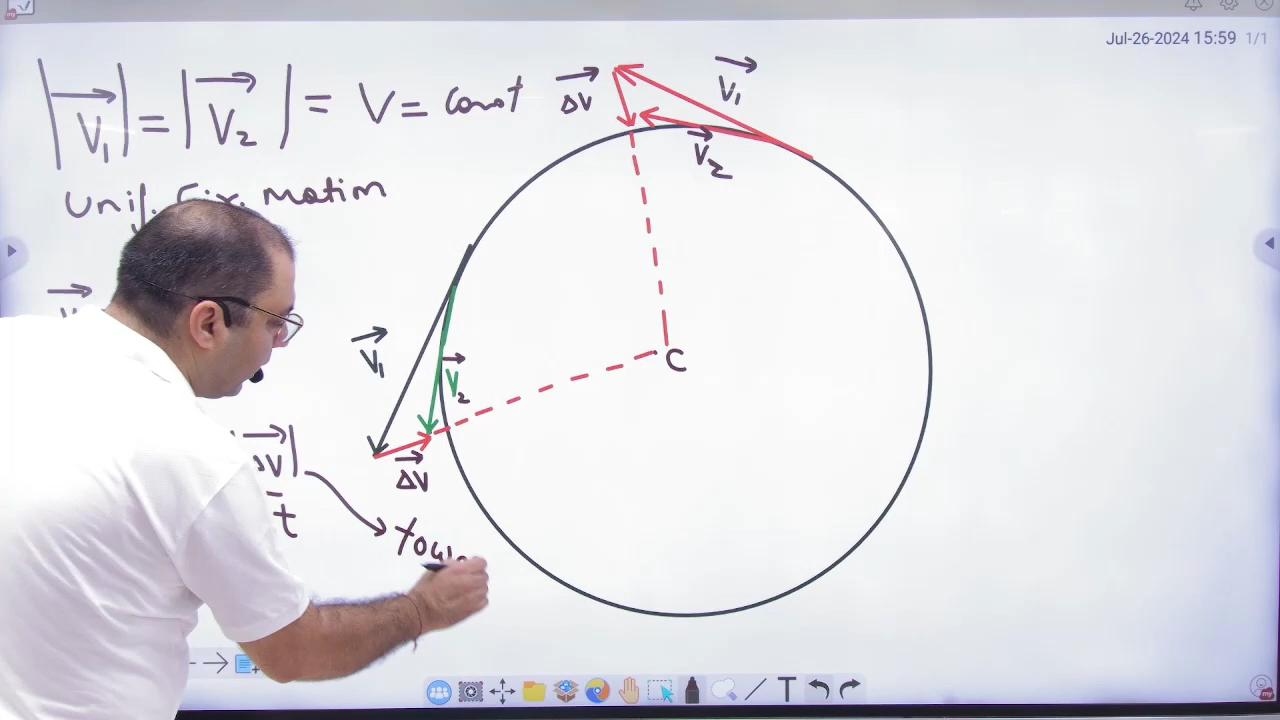 Jul-26-2024 15:59 1/1
|V₁| = |V₂| = V = const
Unif. Cir. motion
ΔV
V₁
V₂
V₁
V₂
ΔV
C
ΔV|
t
T